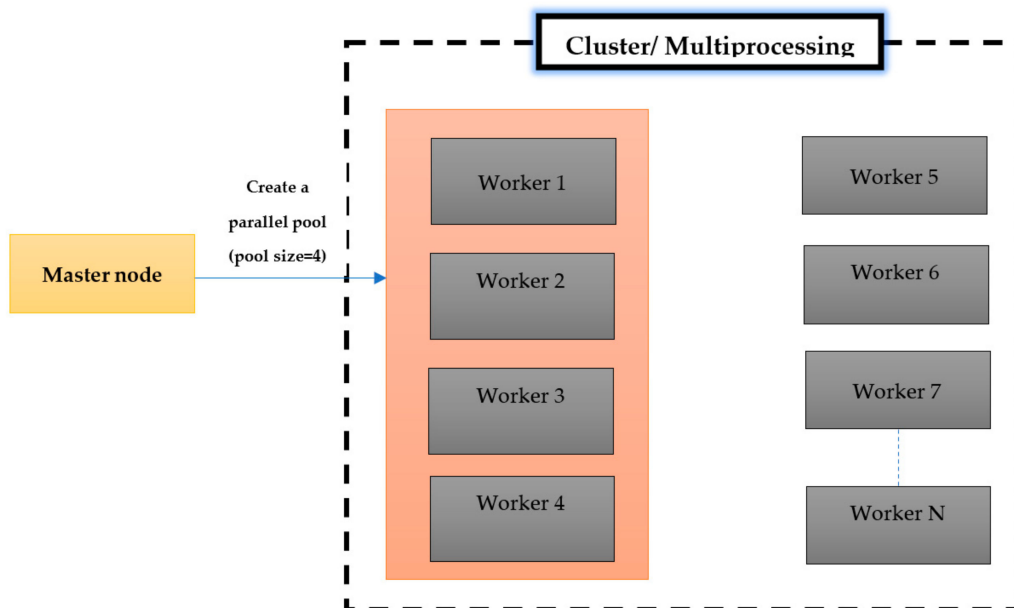 Cluster/ Multiprocessing
Create a
parallel pool
(pool size=4)
Master node
Worker 1
Worker 2
Worker 3
Worker 4
Worker 5
Worker 6
Worker 7
Worker N